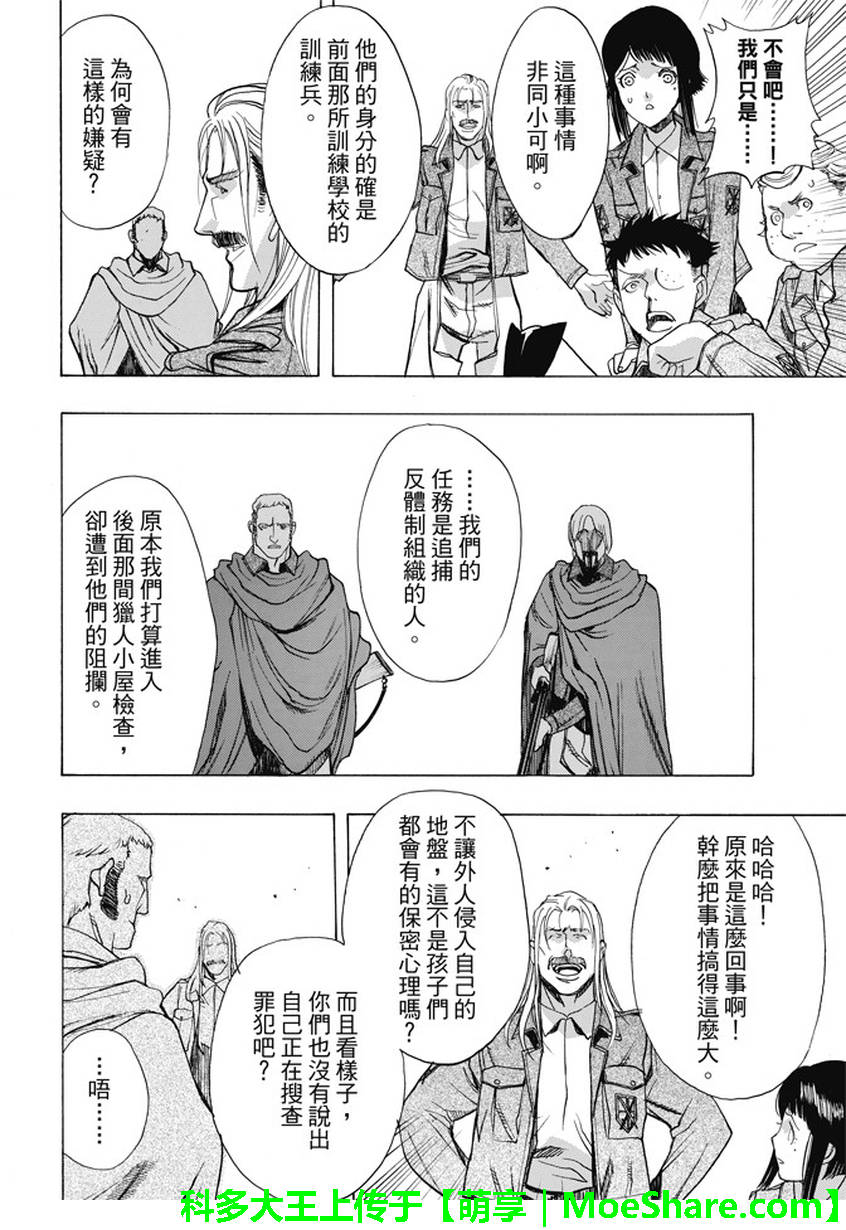 不會吧……！
我們只是……
這種事情
非同小可啊。
他們的身分的確是
前面那所訓練學校的
訓練兵。
為何會有
這樣的嫌疑？
……我們的
任務是追捕
反體制組織的人。
原本我們打算進入
後面那間獵人小屋檢查，
卻遭到他們的阻攔。
哈哈哈！
原來是這麼回事啊！
幹麼把事情搞得這麼大。
不讓外人侵入自己的
地盤，這不是孩子們
都會有的保密心理嗎？
而且看樣子，
你們也沒有說出
自己正在搜查
罪犯吧？
……唔……
科多大王上传于【萌享｜MoeShare.com】